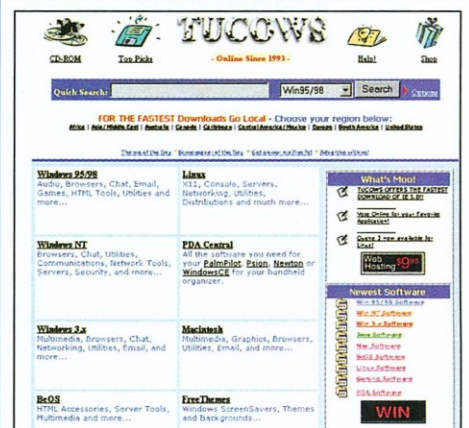 TUCOWS
CD-ROM
Top Picks
- Online Since 1993 -
Help!
Shop
Quick Search:
Win95/98
Search
Options
FOR THE FASTEST Downloads Go Local - Choose your region below:
Africa | Asia/Middle East | Australia | Canada | Caribbean | Central America/Mexico | Europe | South America | United States
Windows 95/98
Audio, Browsers, Chat, Email,
Games, HTML Tools, Utilities and
more...
Linux
X11, Console, Servers,
Networking, Utilities,
Distributions and much more...
Windows NT
Browsers, Chat, Utilities,
Communications, Network Tools,
Servers, Security, and more...
PDA Central
All the software you need for
your PalmPilot, Psion, Newton or
WindowsCE for your handheld
organizer.
Windows 3.x
Multimedia, Browsers, Chat,
Networking, Utilities, Email, and
more...
Macintosh
Multimedia, Graphics, Browsers,
Utilities, Email, and more...
BeOS
HTML Accessories, Server Tools,
Multimedia and more...
FreeThemes
Windows ScreenSavers, Themes
and Backgrounds...
What's Moo!
TUCOWS OFFERS THE FASTEST
DOWNLOAD OF IE 5.0!!
Vote Online for your Favorite
Application!
Quake 3 now available for
Linux!
Web
Hosting $9.95
Newest Software
Win 95/98 Software
Win NT Software
Win 3.x Software
Java Software
Mac Software
BeOS Software
Linux Software
Gaming Software
PDA Software
WIN